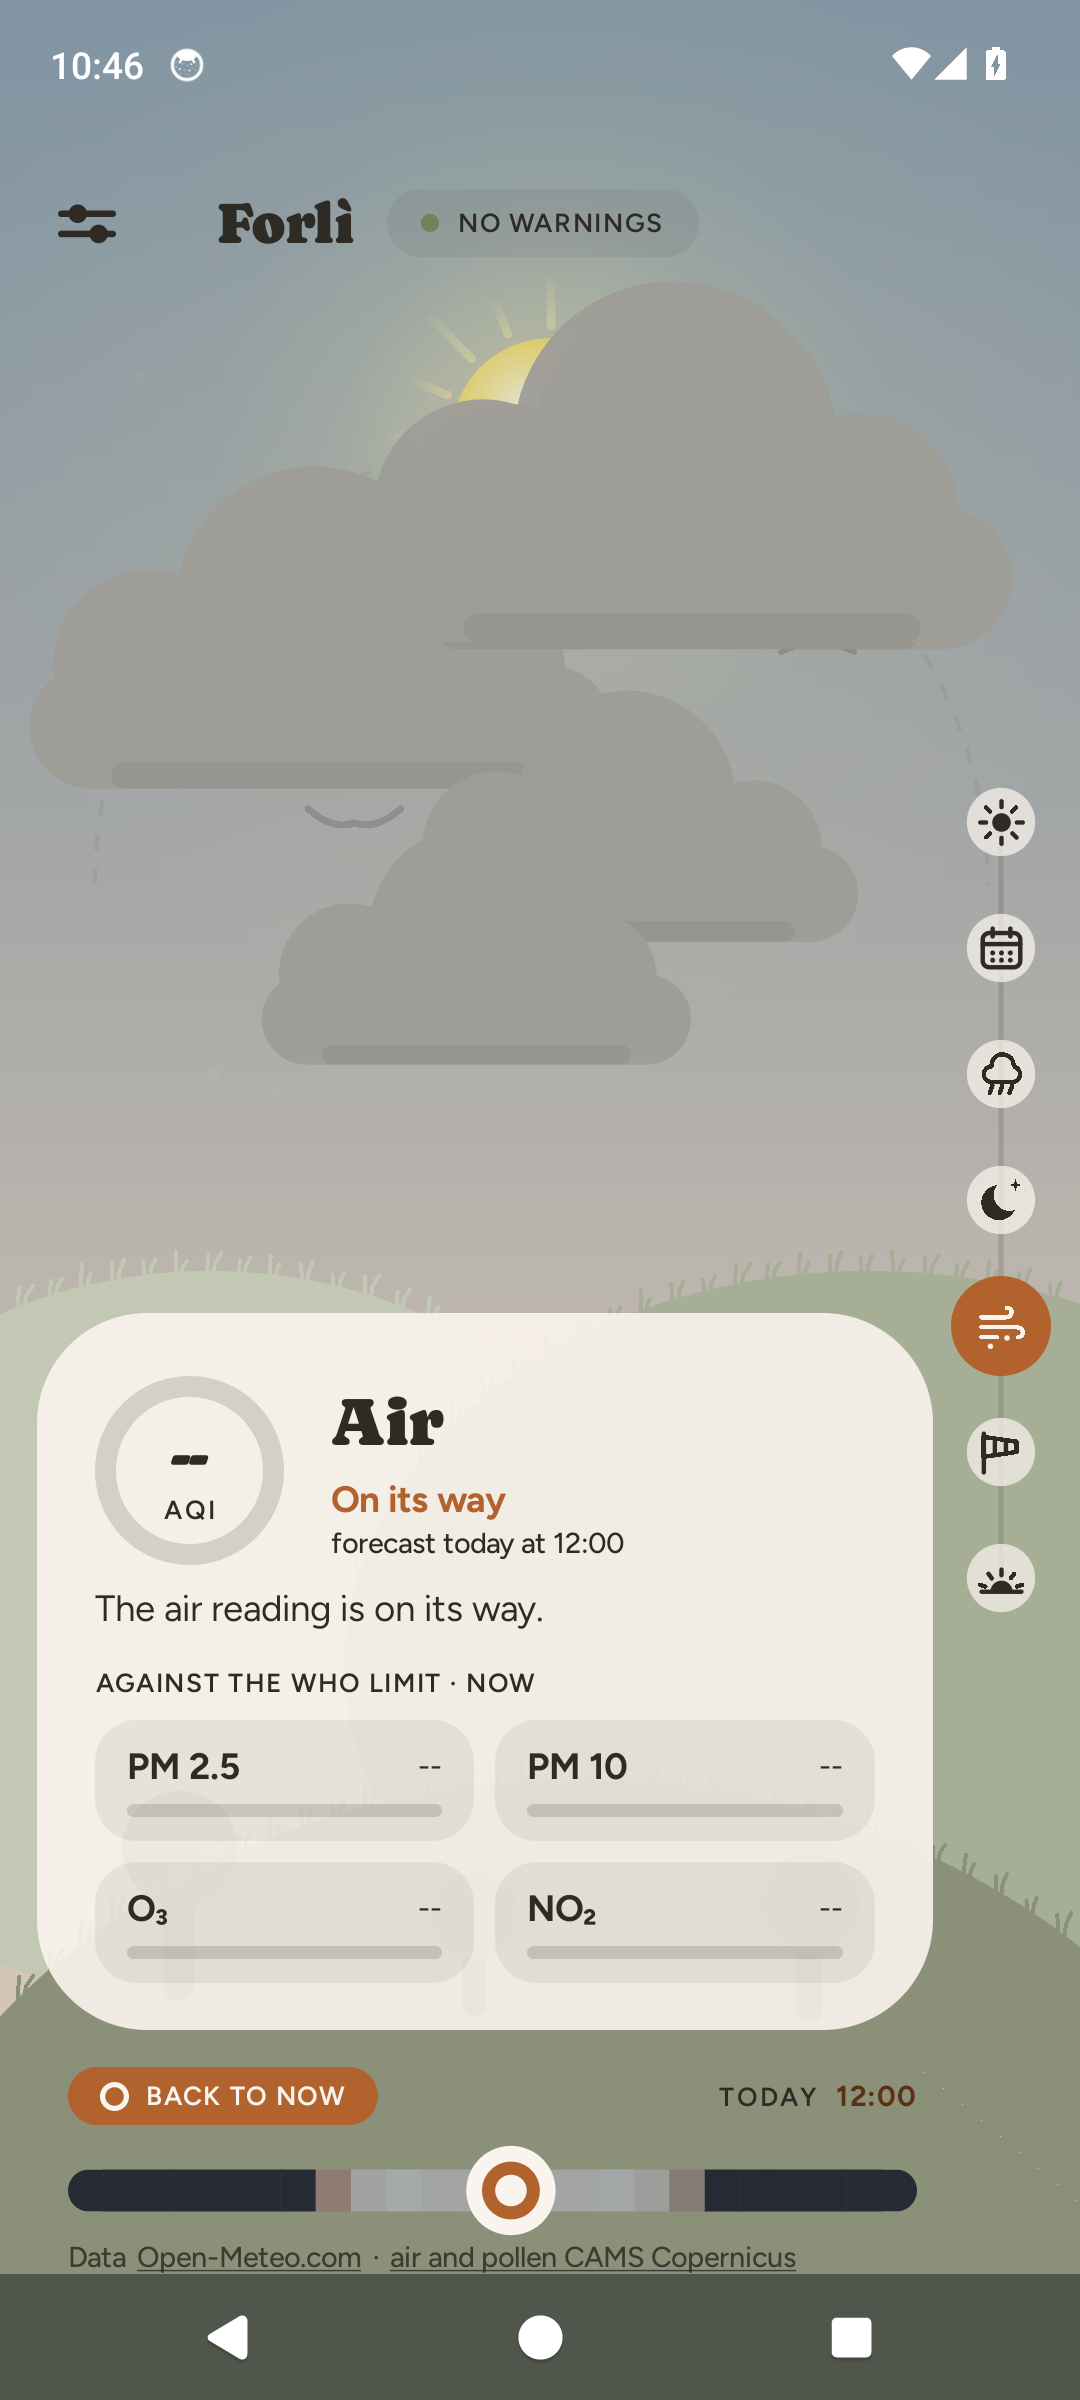 10:46
Forlì
NO WARNINGS
--
AQI
Air
On its way
forecast today at 12:00
The air reading is on its way.
AGAINST THE WHO LIMIT · NOW
PM 2.5 --
PM 10 --
O₃ --
NO₂ --
BACK TO NOW
TODAY 12:00
Data Open-Meteo.com · air and pollen CAMS Copernicus